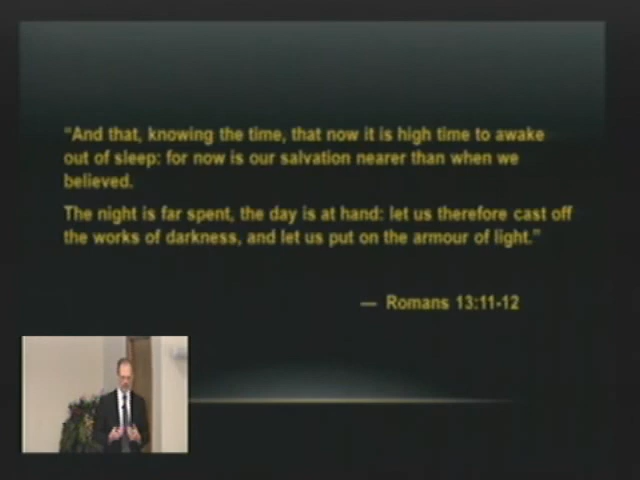 "And that, knowing the time, that now it is high time to awake
out of sleep: for now is our salvation nearer than when we
believed.
The night is far spent, the day is at hand: let us therefore cast off
the works of darkness, and let us put on the armour of light."
— Romans 13:11-12